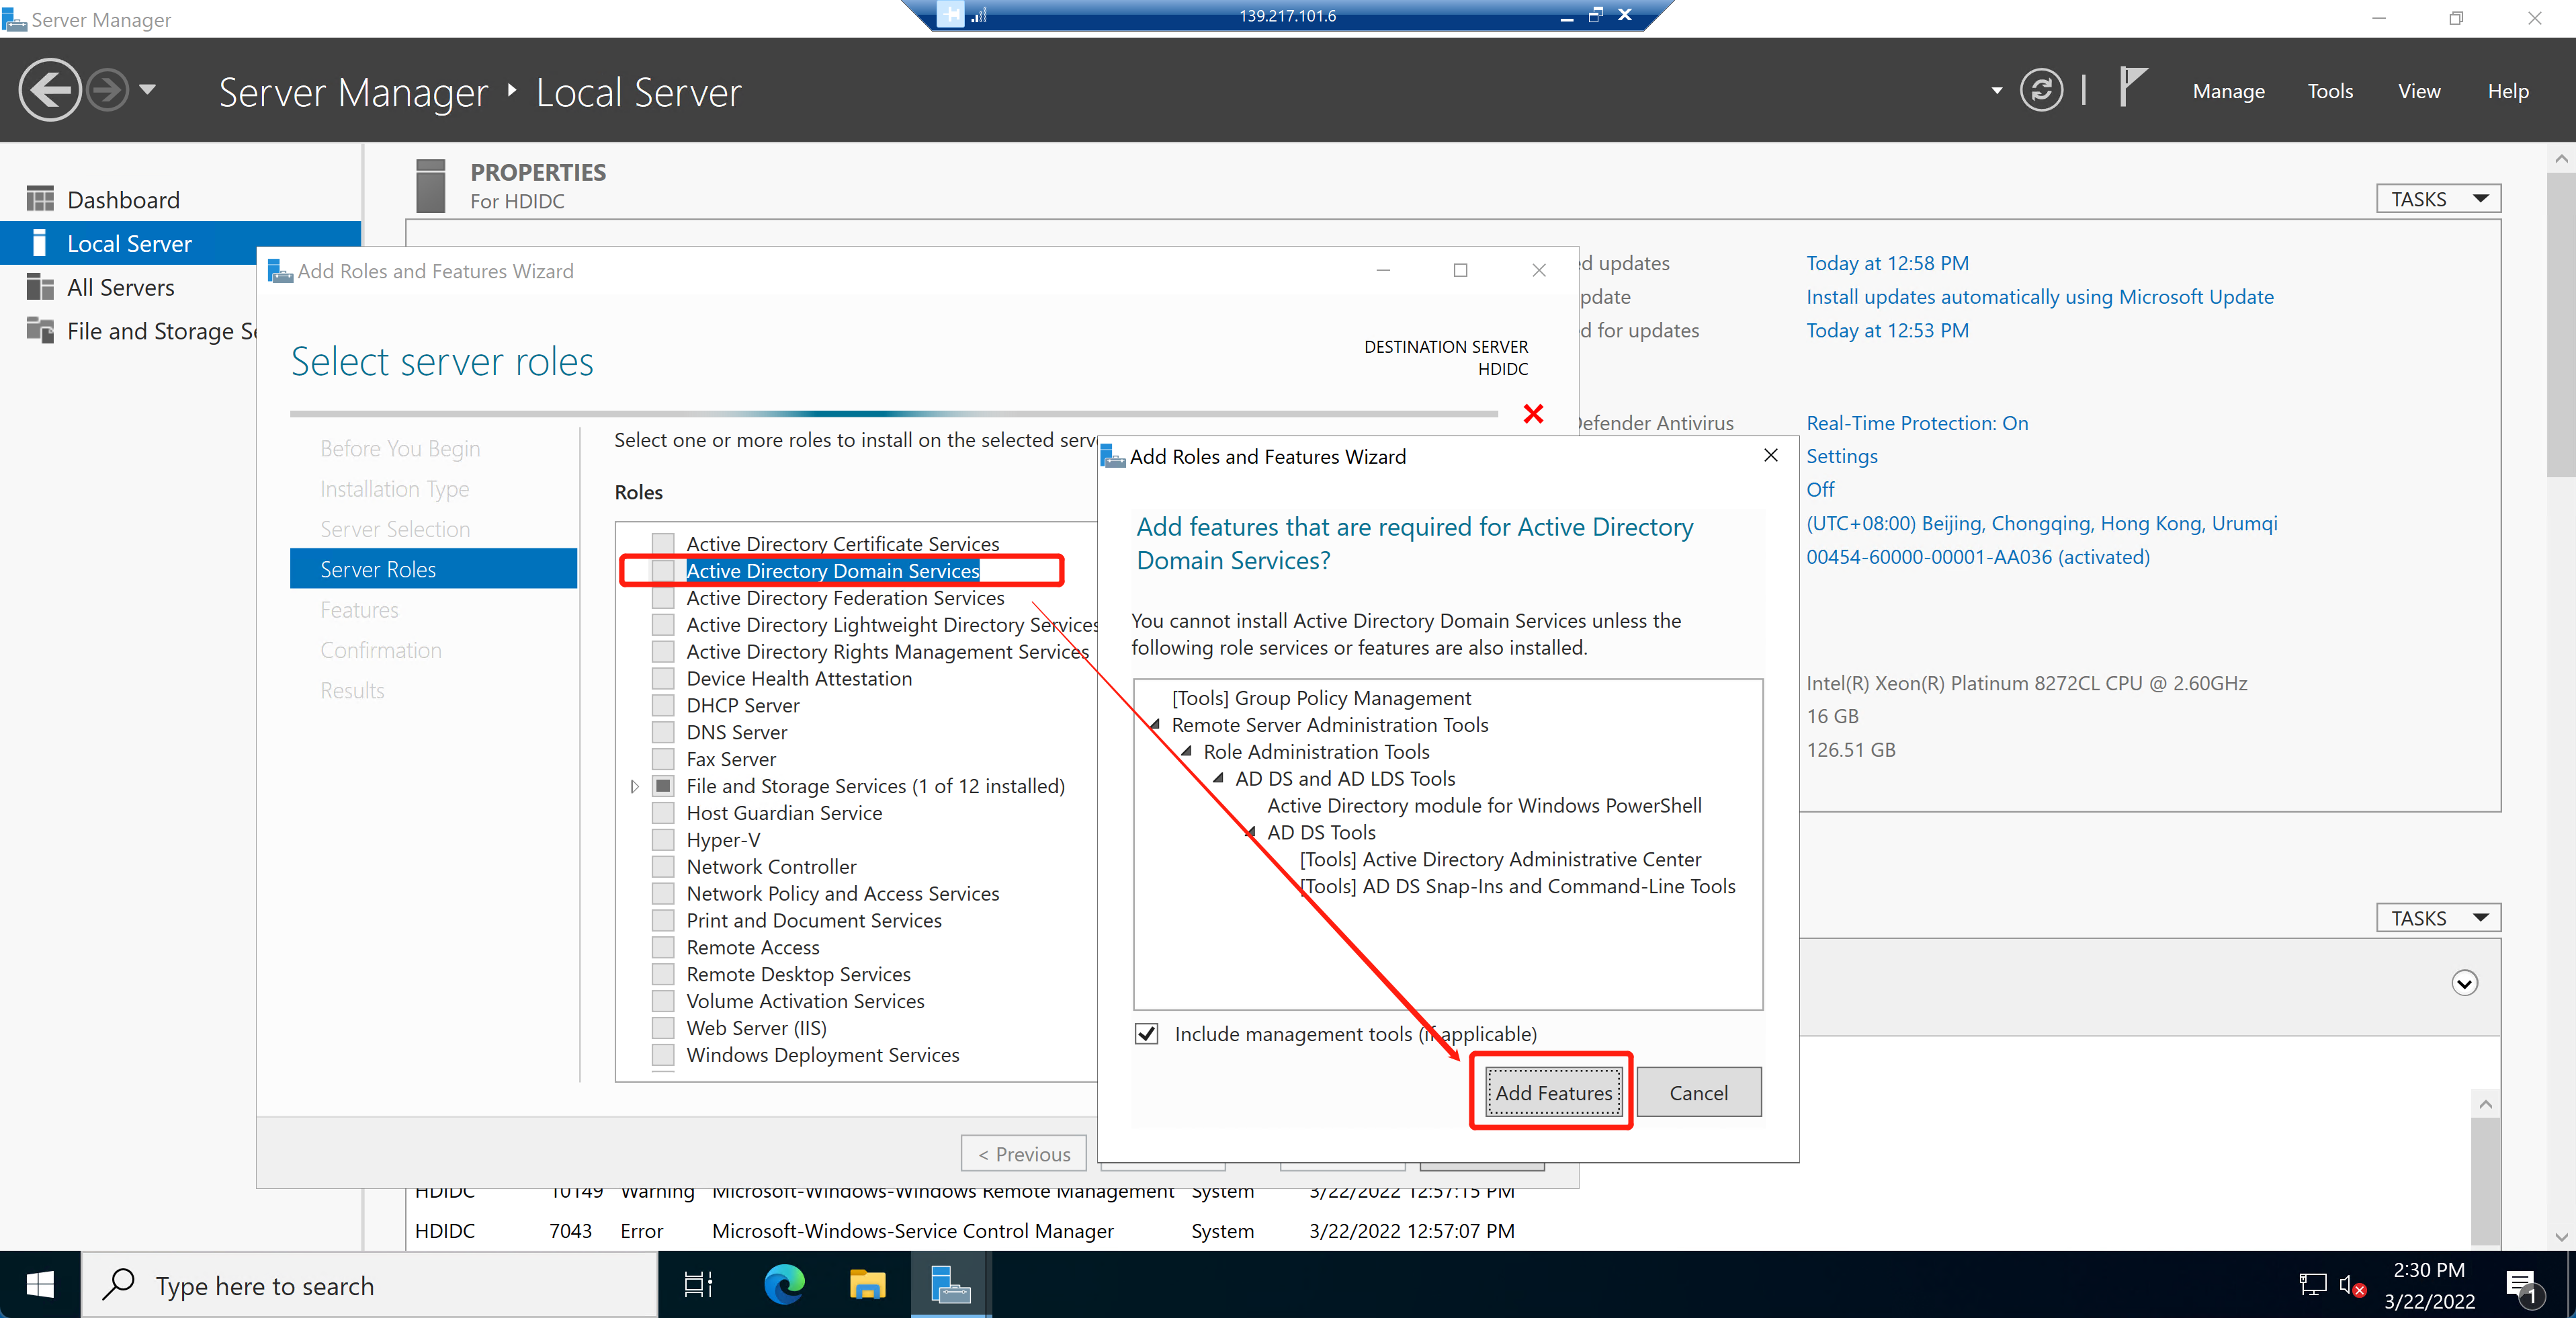 Server Manager
139.217.101.6
Server Manager
Local Server
Manage
Tools
View
Help
Dashboard
Local Server
All Servers
File and Storage
PROPERTIES
For HDIDC
TASKS
updates
Today at 12:58 PM
Install updates automatically using Microsoft Update
for updates
Today at 12:53 PM
Antivirus
Real-Time Protection: On
Settings
Off
(UTC+08:00) Beijing, Chongqing, Hong Kong, Urumqi
00454-60000-00001-AA036 (activated)
Intel(R) Xeon(R) Platinum 8272CL CPU @ 2.60GHz
16 GB
126.51 GB
TASKS
Add Roles and Features Wizard
Select server roles
DESTINATION SERVER
HDIDC
Before You Begin
Installation Type
Server Selection
Server Roles
Features
Confirmation
Results
Select one or more roles to install on the selected
Roles
Active Directory Certificate Services
Active Directory Domain Services
Active Directory Federation Services
Active Directory Lightweight Directory Services
Active Directory Rights Management Services
Device Health Attestation
DHCP Server
DNS Server
Fax Server
File and Storage Services (1 of 12 installed)
Host Guardian Service
Hyper-V
Network Controller
Network Policy and Access Services
Print and Document Services
Remote Access
Remote Desktop Services
Volume Activation Services
Web Server (IIS)
Windows Deployment Services
< Previous
Add Roles and Features Wizard
Add features that are required for Active Directory
Domain Services?
You cannot install Active Directory Domain Services unless the
following role services or features are also installed.
[Tools] Group Policy Management
Remote Server Administration Tools
Role Administration Tools
AD DS and AD LDS Tools
Active Directory module for Windows PowerShell
AD DS Tools
[Tools] Active Directory Administrative Center
[Tools] AD DS Snap-Ins and Command-Line Tools
Include management tools (if applicable)
Add Features
Cancel
HDIDC 10149 Warning Microsoft-Windows-Windows Remote Management System 3/22/2022 12:57:15 PM
HDIDC 7043 Error Microsoft-Windows-Service Control Manager System 3/22/2022 12:57:07 PM
Type here to search
2:30 PM
3/22/2022
1